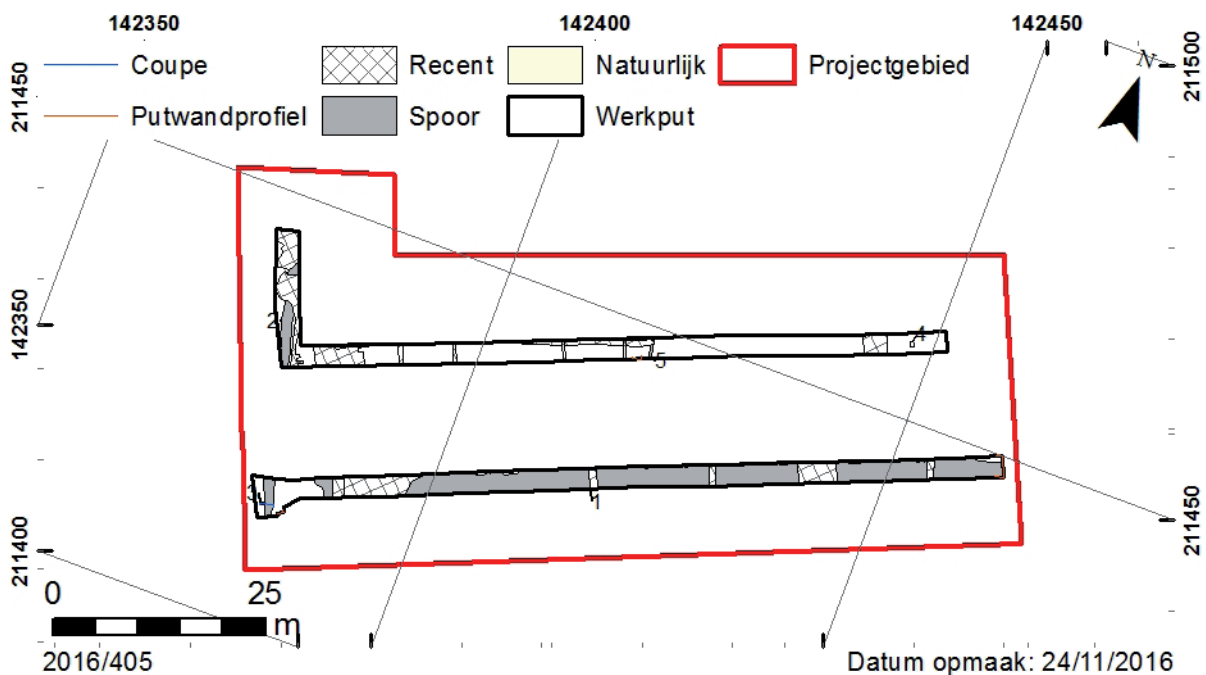 142350 142400 142450
Coupe Recent Natuurlijk Projectgebied
Putwandprofiel Spoor Werkput
N
211450
211500
142350
211400
211450
2
4
5
3
1
0 25
m
2016/405
Datum opmaak: 24/11/2016